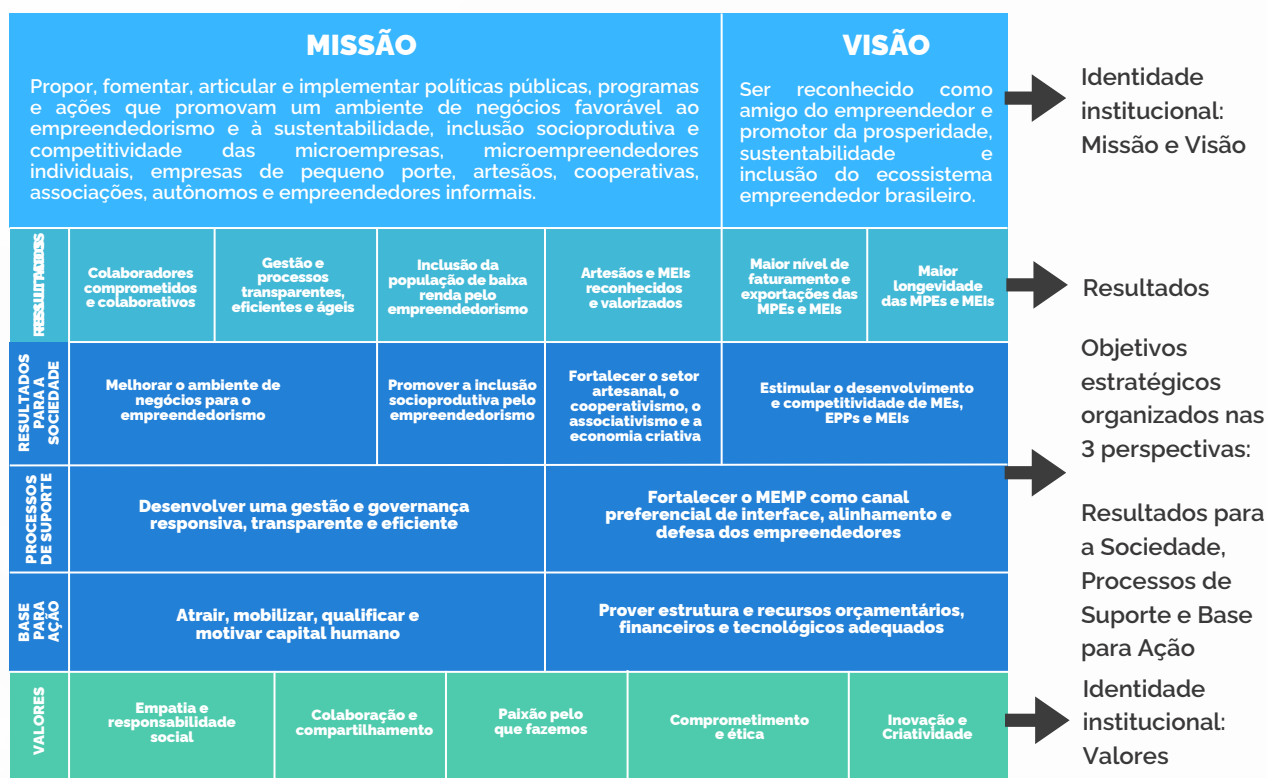 MISSÃO
Propor, fomentar, articular e implementar políticas públicas, programas
e ações que promovam um ambiente de negócios favorável ao
empreendedorismo e à sustentabilidade, inclusão socioprodutiva e
competitividade das microempresas, microempreendedores
individuais, empresas de pequeno porte, artesãos, cooperativas,
associações, autônomos e empreendedores informais.
VISÃO
Ser reconhecido como
amigo do empreendedor e
promotor da prosperidade,
sustentabilidade e
inclusão do ecossistema
empreendedor brasileiro.
Identidade
institucional:
Missão e Visão
RESULTADOS
Colaboradores
comprometidos
e colaborativos
Gestão e
processos
transparentes,
eficientes e ágeis
Inclusão da
população de baixa
renda pelo
empreendedorismo
Artesãos e MEIs
reconhecidos
e valorizados
Maior nível de
faturamento e
exportações das
MPEs e MEIs
Maior
longevidade
das MPEs e MEIs
Resultados
RESULTADOS
PARA A
SOCIEDADE
Melhorar o ambiente de
negócios para o
empreendedorismo
Promover a inclusão
socioprodutiva pelo
empreendedorismo
Fortalecer o setor
artesanal, o
cooperativismo, o
associativismo e a
economia criativa
Estimular o desenvolvimento
e competitividade de MEs,
EPPs e MEIs
Objetivos
estratégicos
organizados nas
3 perspectivas:
Resultados para
a Sociedade,
Processos de
Suporte e Base
para Ação
PROCESSOS
DE SUPORTE
Desenvolver uma gestão e governança
responsiva, transparente e eficiente
Fortalecer o MEMP como canal
preferencial de interface, alinhamento e
defesa dos empreendedores
BASE
PARA
AÇÃO
Atrair, mobilizar, qualificar e
motivar capital humano
Prover estrutura e recursos orçamentários,
financeiros e tecnológicos adequados
VALORES
Empatia e
responsabilidade
social
Colaboração e
compartilhamento
Paixão pelo
que fazemos
Comprometimento
e ética
Inovação e
Criatividade
Identidade
institucional:
Valores